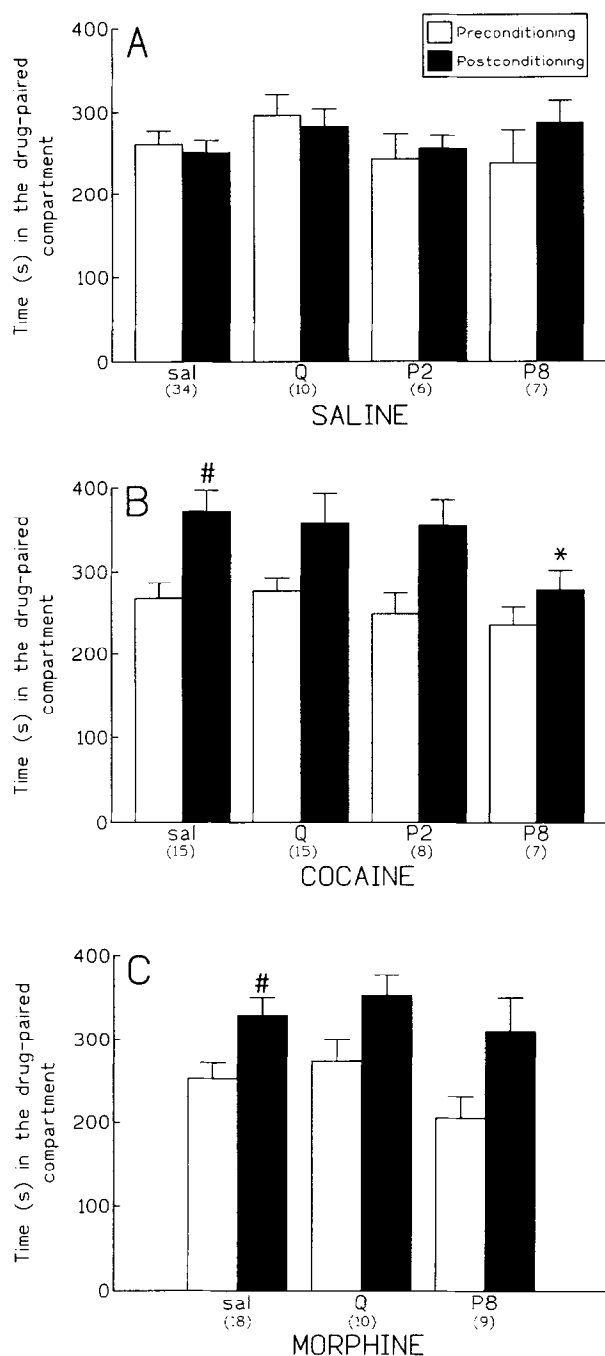 A
Preconditioning
Postconditioning
Time (s) in the drug-paired
compartment
400
300
200
100
0
sal Q P2 P8
(34) (10) (6) (7)
SALINE
B
#
*
Time (s) in the drug-paired
compartment
400
300
200
100
0
sal Q P2 P8
(15) (15) (8) (7)
COCAINE
C
#
Time (s) in the drug-paired
compartment
400
300
200
100
0
sal Q P8
(18) (10) (9)
MORPHINE